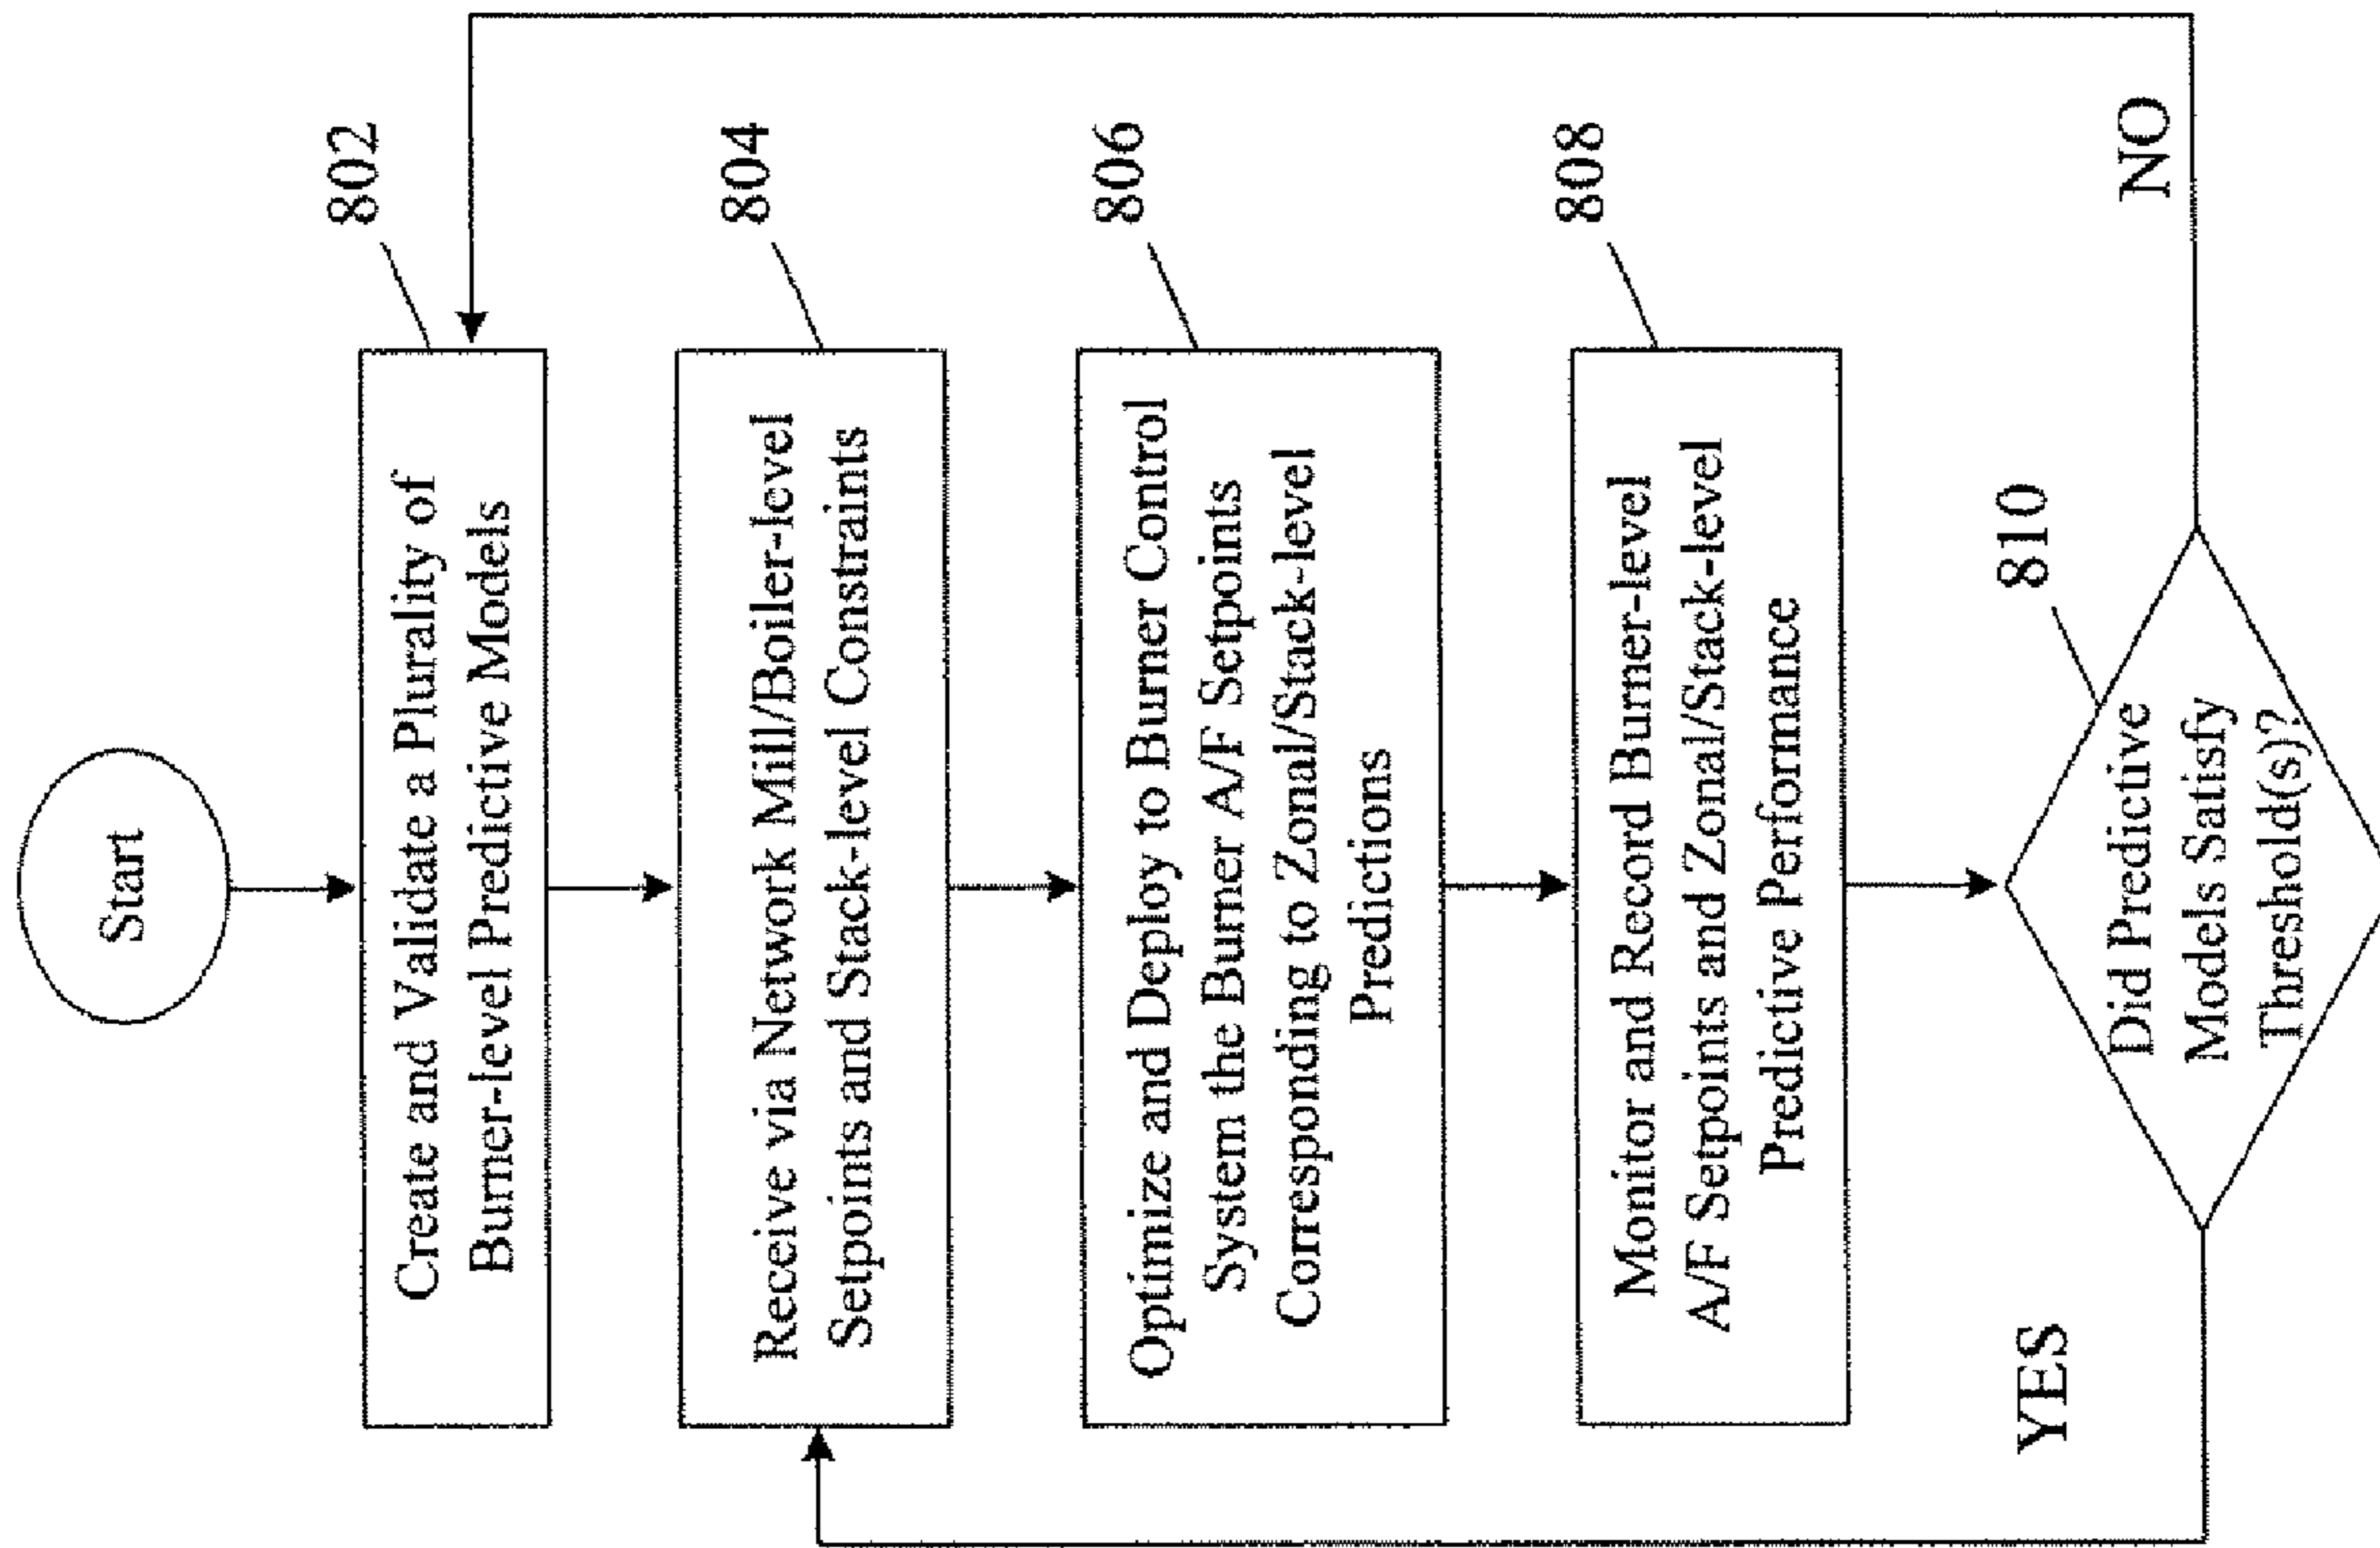 Start
802
Create and Validate a Plurality of
Burner-level Predictive Models
804
Receive via Network Mill/Boiler-level
Setpoints and Stack-level Constraints
806
Optimize and Deploy to Burner Control
System the Burner A/F Setpoints
Corresponding to Zonal/Stack-level
Predictions
808
Monitor and Record Burner-level
A/F Setpoints and Zonal/Stack-level
Predictive Performance
810
Did Predictive
Models Satisfy
Threshold(s)?
YES
NO